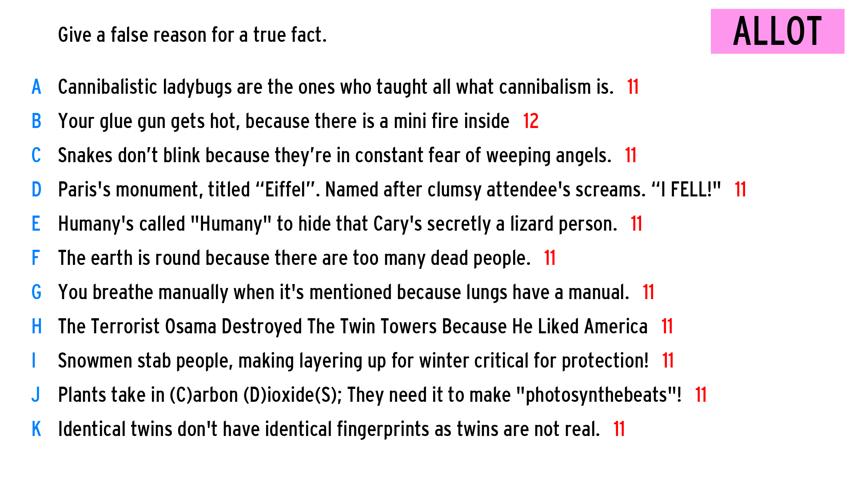 Give a false reason for a true fact.
ALLOT
A Cannibalistic ladybugs are the ones who taught all what cannibalism is. 11
B Your glue gun gets hot, because there is a mini fire inside 12
C Snakes don't blink because they're in constant fear of weeping angels. 11
D Paris's monument, titled “Eiffel”. Named after clumsy attendee's screams. “I FELL!" 11
E Humany's called "Humany" to hide that Cary's secretly a lizard person. 11
F The earth is round because there are too many dead people. 11
G You breathe manually when it's mentioned because lungs have a manual. 11
H The Terrorist Osama Destroyed The Twin Towers Because He Liked America 11
I Snowmen stab people, making layering up for winter critical for protection! 11
J Plants take in (C)arbon (D)ioxide(S); They need it to make "photosynthebeats"! 11
K Identical twins don't have identical fingerprints as twins are not real. 11